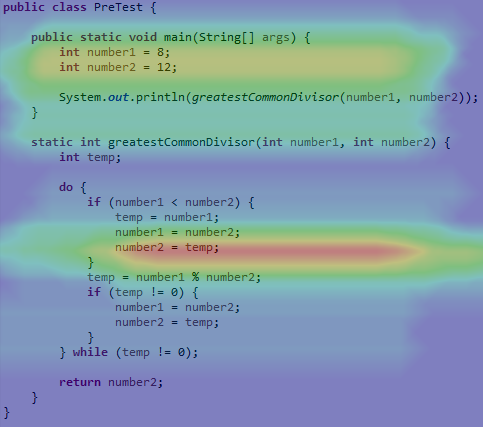 public class PreTest {
public static void main(String[] args) {
int number1 = 8;
int number2 = 12;
System.out.println(greatestCommonDivisor(number1, number2));
}
static int greatestCommonDivisor(int number1, int number2) {
int temp;
do {
if (number1 < number2) {
temp = number1;
number1 = number2;
number2 = temp;
}
temp = number1 % number2;
if (temp != 0) {
number1 = number2;
number2 = temp;
}
} while (temp != 0);
return number2;
}
}